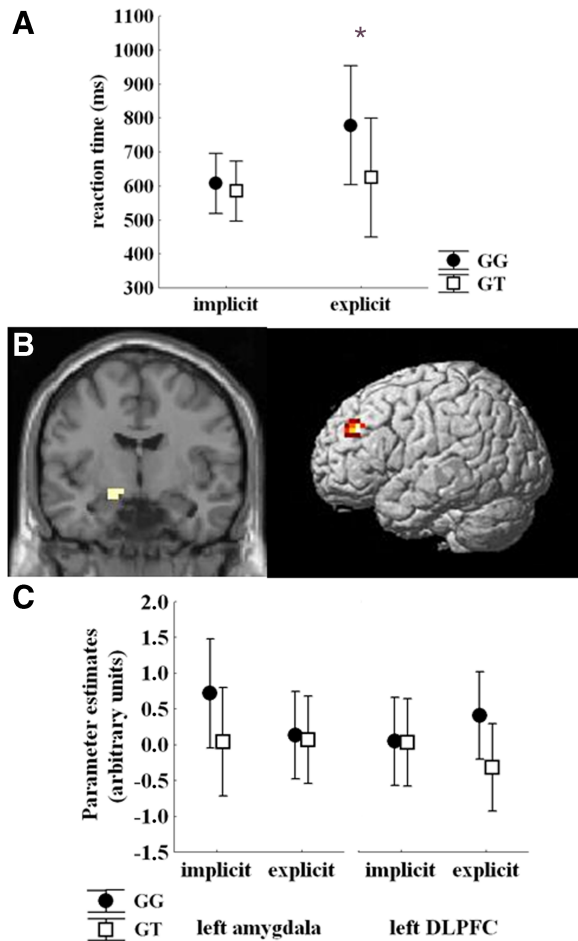 A
1100
1000
900
800
700
600
500
400
300
reaction time (ms)
*
implicit explicit
GG
GT
B
C
2.0
1.5
1.0
0.5
0.0
-0.5
-1.0
-1.5
Parameter estimates
(arbitrary units)
implicit explicit implicit explicit
GG
GT
left amygdala left DLPFC